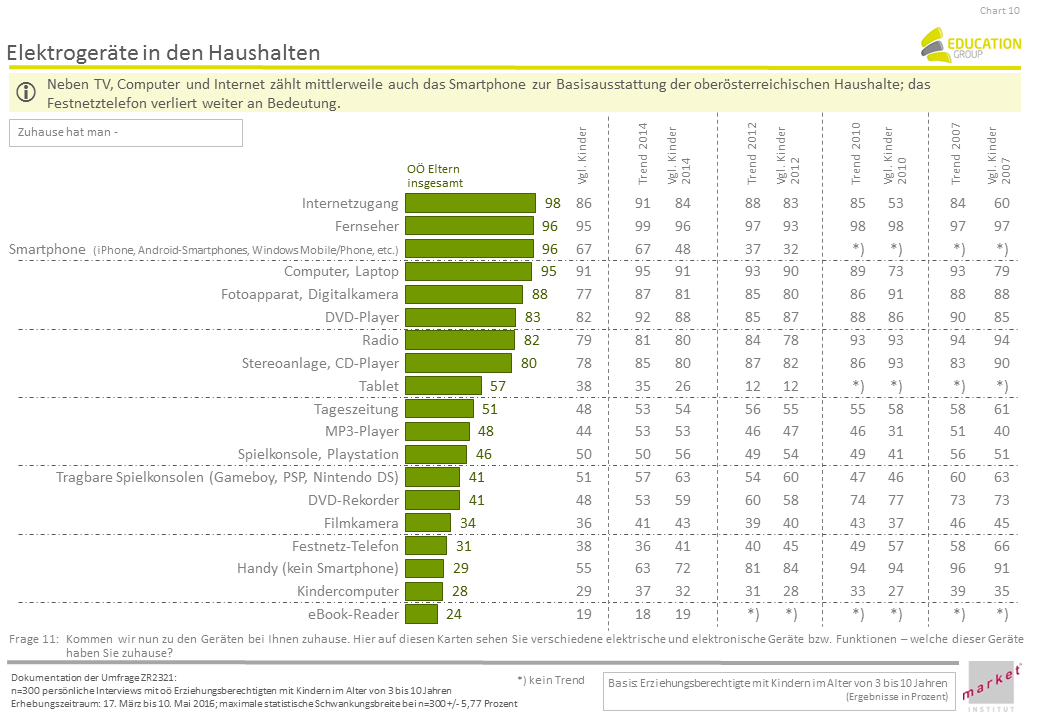 Chart 10
Elektrogeräte in den Haushalten
EDUCATION
GROUP
Neben TV, Computer und Internet zählt mittlerweile auch das Smartphone zur Basisausstattung der oberösterreichischen Haushalte; das
Festnetztelefon verliert weiter an Bedeutung.
Zuhause hat man -
OÖ Eltern
insgesamt
Vgl. Kinder
Trend 2014
Vgl. Kinder
2014
Trend 2012
Vgl. Kinder
2012
Trend 2010
Vgl. Kinder
2010
Trend 2007
Vgl. Kinder
2007
Internetzugang 98 86 91 84 88 83 85 53 84 60
Fernseher 96 95 99 96 97 93 98 98 97 97
Smartphone (iPhone, Android-Smartphones, Windows Mobile/Phone, etc.) 96 67 67 48 37 32 *) *) *) *)
Computer, Laptop 95 91 95 91 93 90 89 73 93 79
Fotoapparat, Digitalkamera 88 77 87 81 85 80 86 91 88 88
DVD-Player 83 82 92 88 85 87 88 86 90 85
Radio 82 79 81 80 84 78 93 93 94 94
Stereoanlage, CD-Player 80 78 85 80 87 82 86 93 83 90
Tablet 57 38 35 26 12 12 *) *) *) *)
Tageszeitung 51 48 53 54 56 55 55 58 58 61
MP3-Player 48 44 53 53 46 47 46 31 51 40
Spielkonsole, Playstation 46 50 50 56 49 54 49 41 56 51
Tragbare Spielkonsolen (Gameboy, PSP, Nintendo DS) 41 51 57 63 54 60 47 46 60 63
DVD-Rekorder 41 48 53 59 60 58 74 77 73 73
Filmkamera 34 36 41 43 39 40 43 37 46 45
Festnetz-Telefon 31 38 36 41 40 45 49 57 58 66
Handy (kein Smartphone) 29 55 63 72 81 84 94 94 96 91
Kindercomputer 28 29 37 32 31 28 33 27 39 35
eBook-Reader 24 19 18 19 *) *) *) *) *) *)
Frage 11: Kommen wir nun zu den Geräten bei Ihnen zuhause. Hier auf diesen Karten sehen Sie verschiedene elektrische und elektronische Geräte bzw. Funktionen – welche dieser Geräte
haben Sie zuhause?
Dokumentation der Umfrage ZR2321:
n=300 persönliche Interviews mit oö Erziehungsberechtigten mit Kindern im Alter von 3 bis 10 Jahren
Erhebungszeitraum: 17. März bis 10. Mai 2016; maximale statistische Schwankungsbreite bei n=300 +/- 5,77 Prozent
*) kein Trend
Basis: Erziehungsberechtigte mit Kindern im Alter von 3 bis 10 Jahren
(Ergebnisse in Prozent)
market
INSTITUT